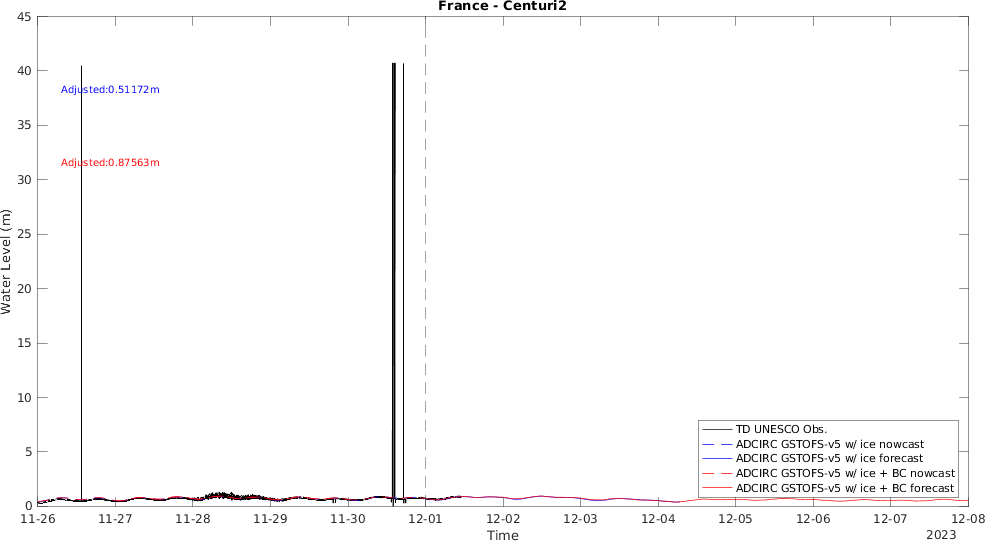 France - Centuri2
45
40
35
30
25
20
15
10
5
0
Water Level (m)
Adjusted:0.51172m
Adjusted:0.87563m
TD UNESCO Obs.
ADCIRC GSTOFS-v5 w/ ice nowcast
ADCIRC GSTOFS-v5 w/ ice forecast
ADCIRC GSTOFS-v5 w/ ice + BC nowcast
ADCIRC GSTOFS-v5 w/ ice + BC forecast
11-26 11-27 11-28 11-29 11-30 12-01 12-02 12-03 12-04 12-05 12-06 12-07 12-08
Time
2023